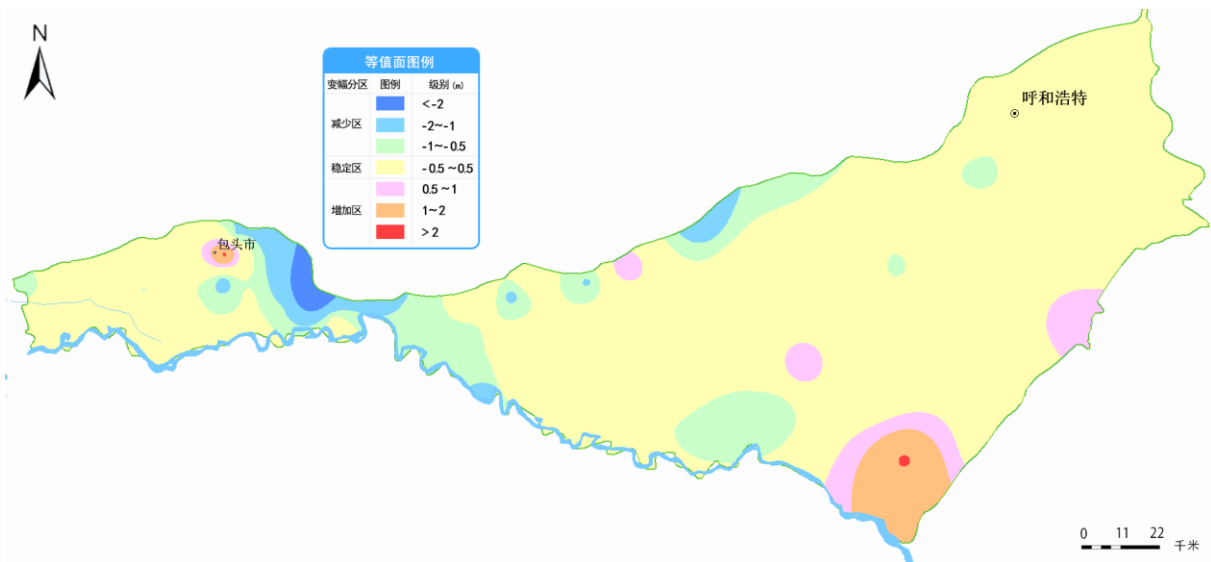 N
等值面图例
变幅分区 图例 级别 (m)
<-2
减少区 -2~-1
-1~-0.5
稳定区 -0.5~0.5
0.5~1
增加区 1~2
>2
呼和浩特
包头市
0 11 22
千米